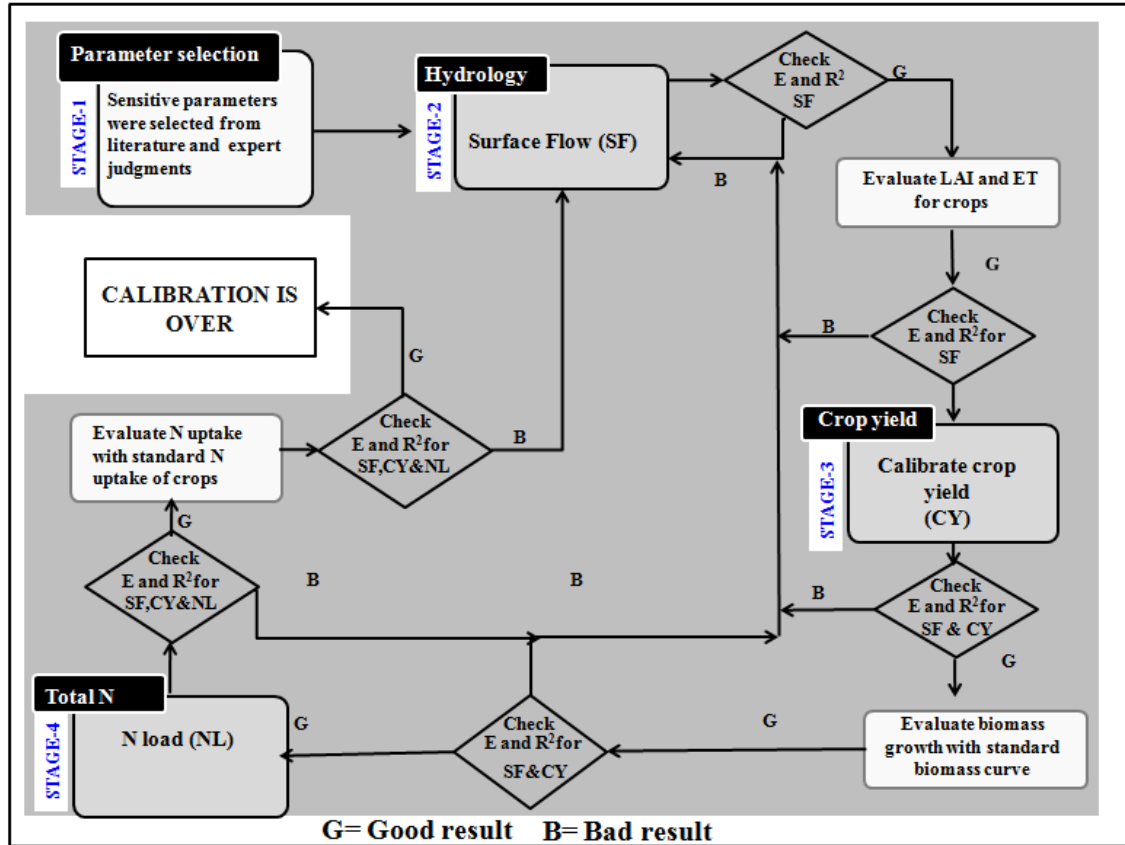 Parameter selection
STAGE-1
Sensitive parameters
were selected from
literature and expert
judgments
Hydrology
STAGE-2
Surface Flow (SF)
Check
E and R²
SF
G
B
Evaluate LAI and ET
for crops
G
Check
E and R² for
SF
B
Crop yield
STAGE-3
Calibrate crop
yield
(CY)
Check
E and R² for
SF & CY
B
G
Evaluate biomass
growth with standard
biomass curve
G
Check
E and R² for
SF&CY
B
G
Total N
STAGE-4
N load (NL)
Check
E and R² for
SF,CY&NL
B
G
Evaluate N uptake
with standard N
uptake of crops
Check
E and R² for
SF,CY&NL
B
G
CALIBRATION IS
OVER
G= Good result B= Bad result